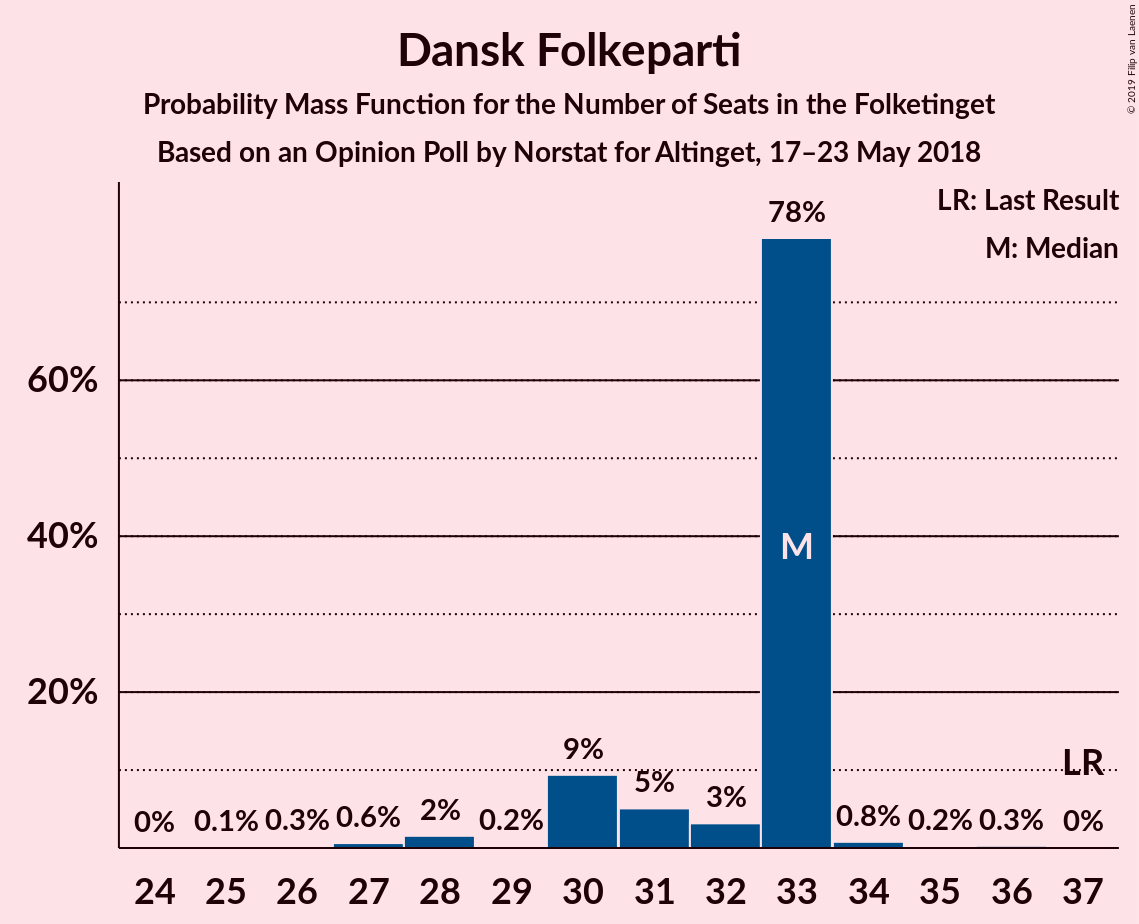 Dansk Folkeparti
Probability Mass Function for the Number of Seats in the Folketinget
Based on an Opinion Poll by Norstat for Altinget, 17–23 May 2018
© 2019 Filip van Laenen
LR: Last Result
M: Median
78%
60%
40%
M
20%
LR
9%
5%
3%
0%
0.1%
0.3%
0.6%
2%
0.2%
0.8%
0.2%
0.3%
0%
24 25 26 27 28 29 30 31 32 33 34 35 36 37